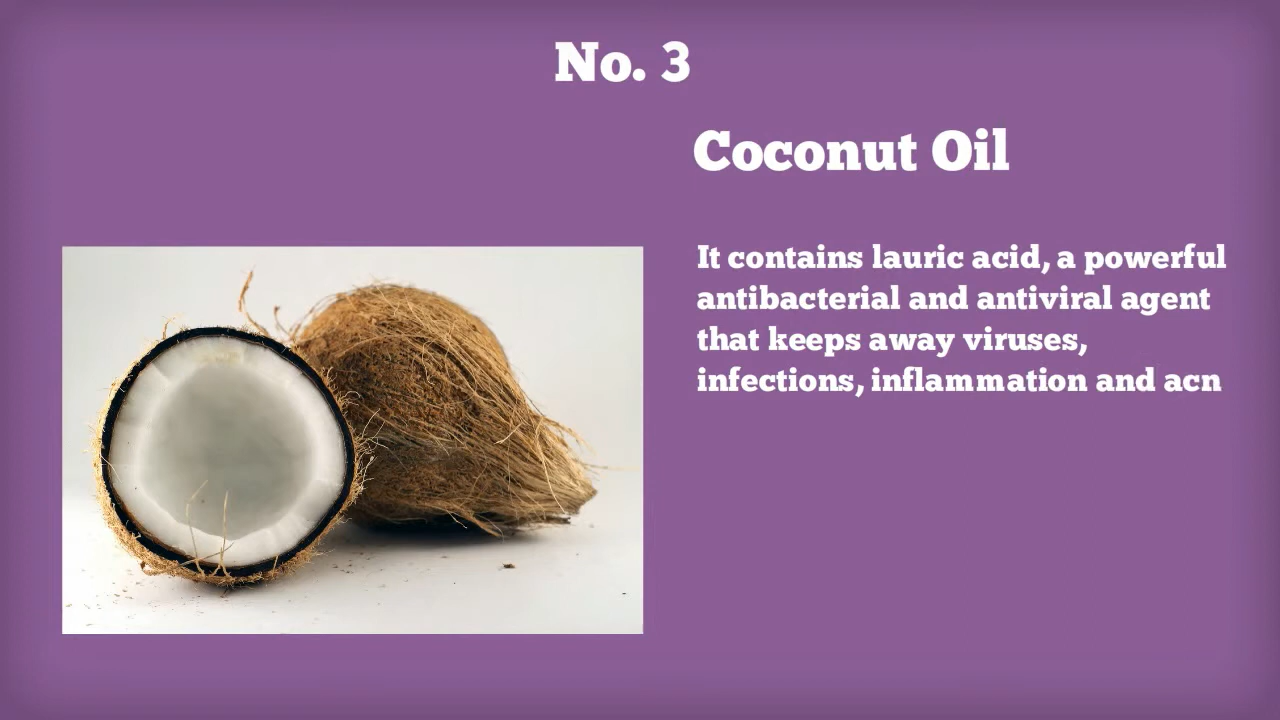 No. 3
Coconut Oil
It contains lauric acid, a powerful
antibacterial and antiviral agent
that keeps away viruses,
infections, inflammation and acn